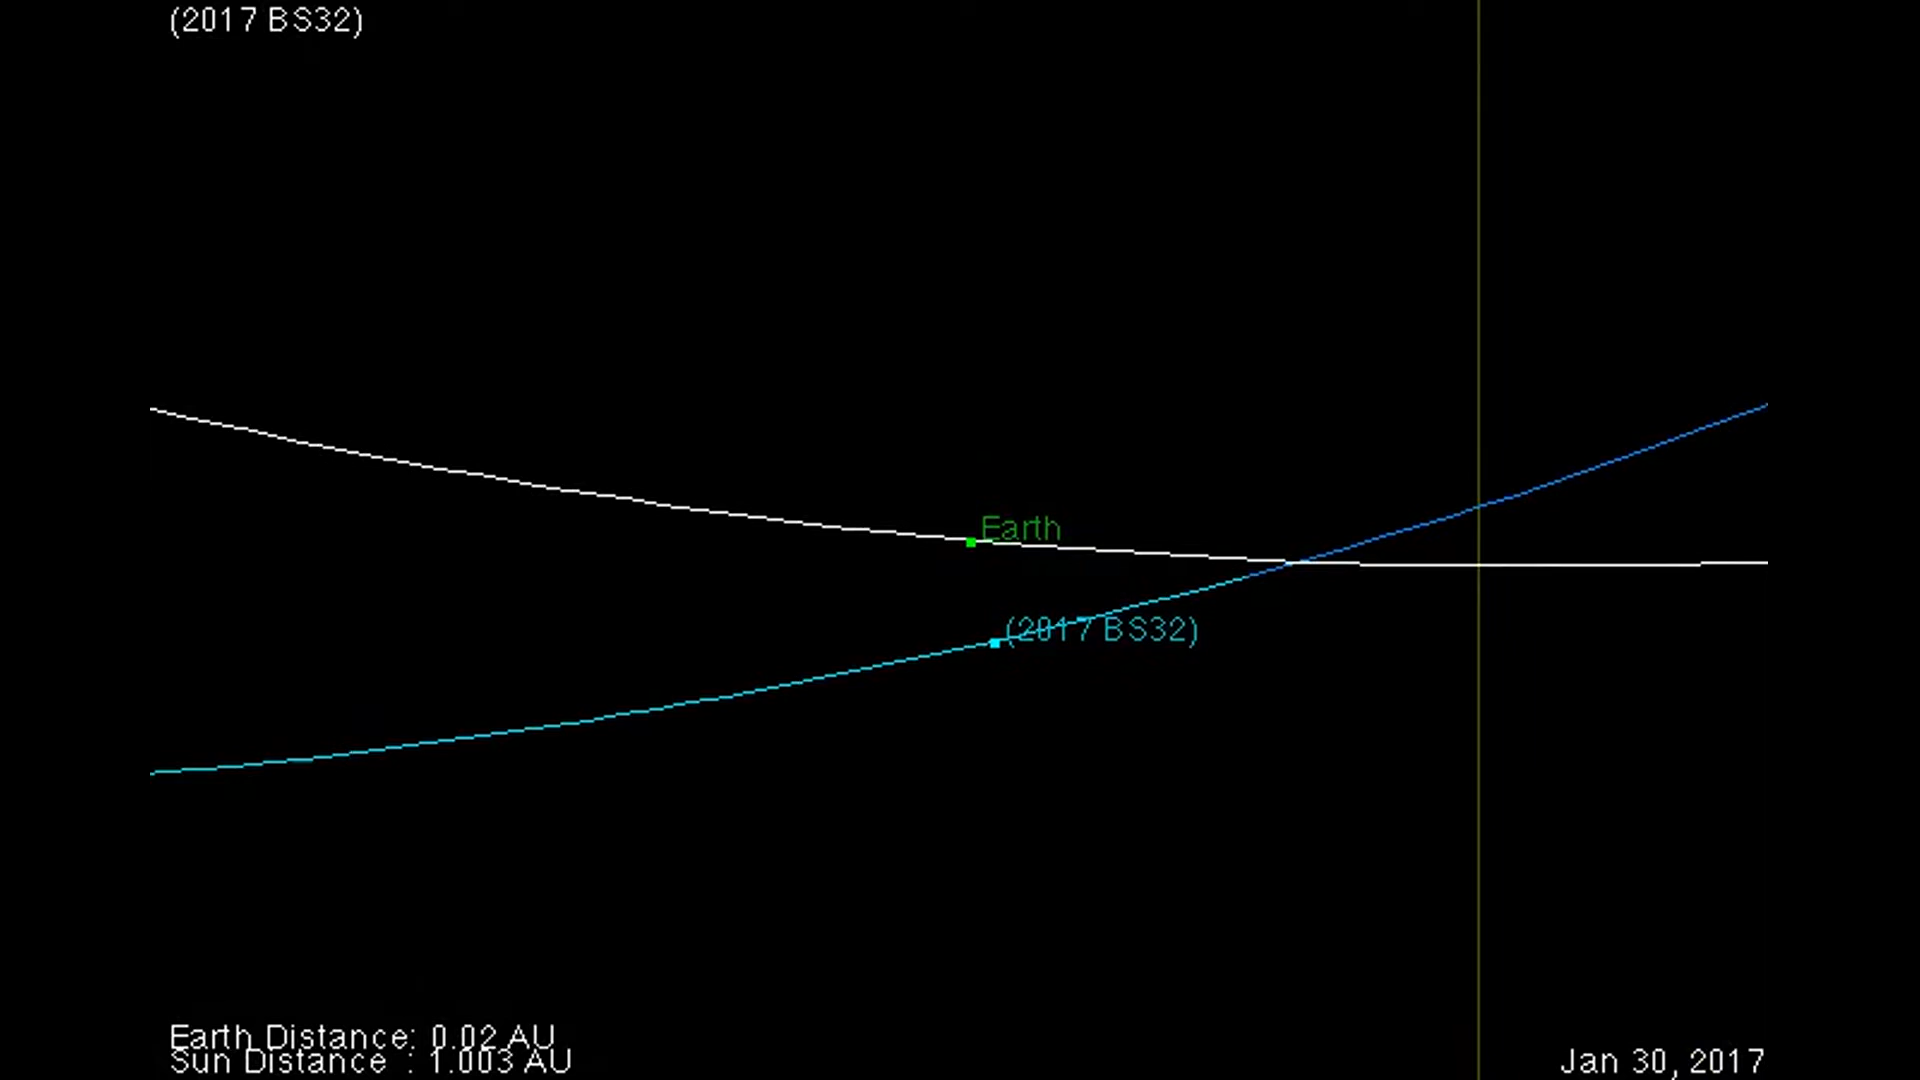 (2017 BS32)
Earth
(2017 BS32)
Earth Distance: 0.02 AU
Sun Distance : 1.003 AU
Jan 30, 2017